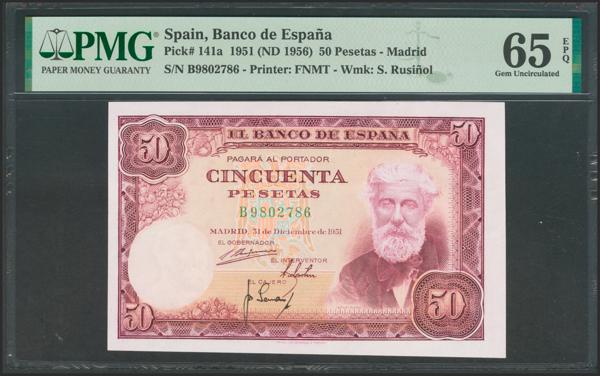 PMG
PAPER MONEY GUARANTY
Spain, Banco de España
Pick# 141a 1951 (ND 1956) 50 Pesetas - Madrid
S/N B9802786 - Printer: FNMT - Wmk: S. Rusiñol
65
EPQ
Gem Uncirculated
50
EL BANCO DE ESPAÑA
50
PAGARÁ AL PORTADOR
CINCUENTA
PESETAS
B9802786
MADRID, 31 de Diciembre de 1951
EL GOBERNADOR
EL INTERVENTOR
EL CAJERO
50
50